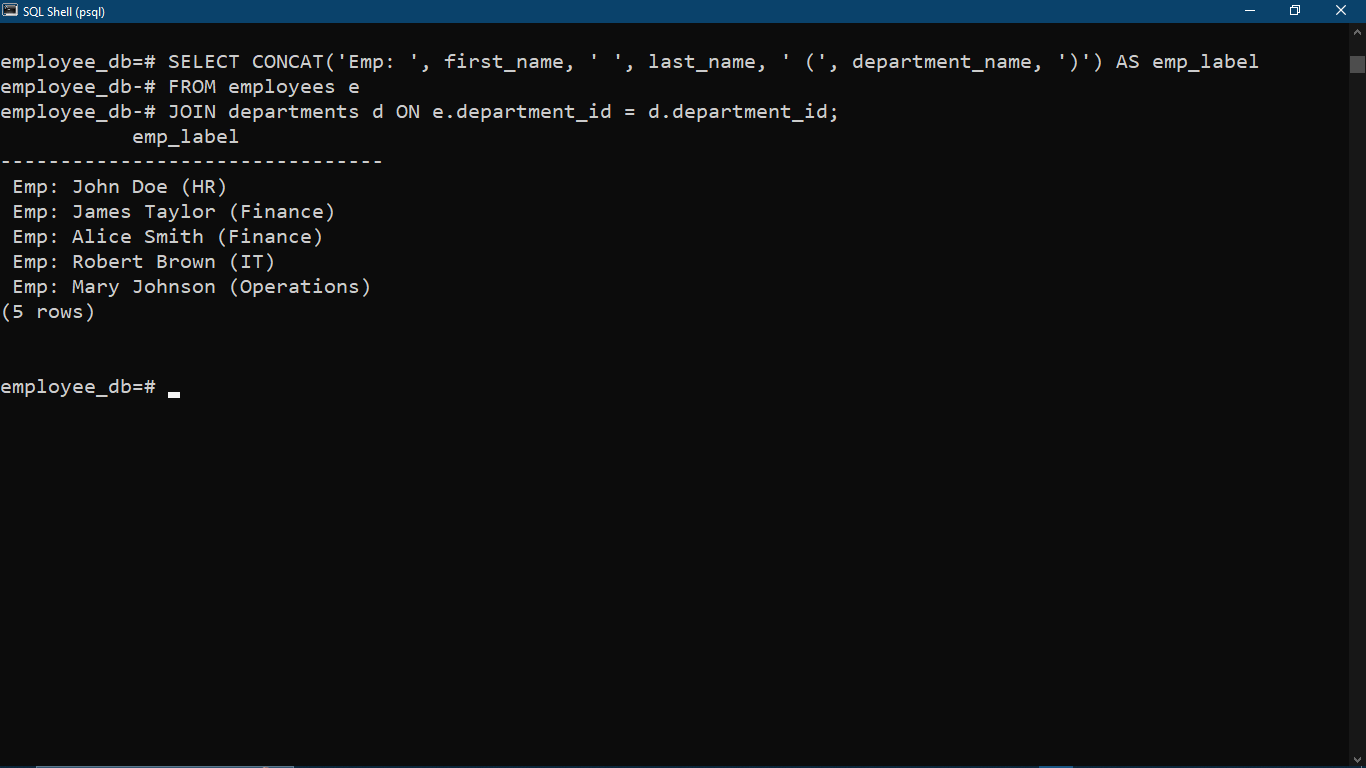 SQL Shell (psql)
employee_db=# SELECT CONCAT('Emp: ', first_name, ' ', last_name, ' (', department_name, ')') AS emp_label
employee_db-# FROM employees e
employee_db-# JOIN departments d ON e.department_id = d.department_id;
           emp_label
--------------------------------
 Emp: John Doe (HR)
 Emp: James Taylor (Finance)
 Emp: Alice Smith (Finance)
 Emp: Robert Brown (IT)
 Emp: Mary Johnson (Operations)
(5 rows)
employee_db=#